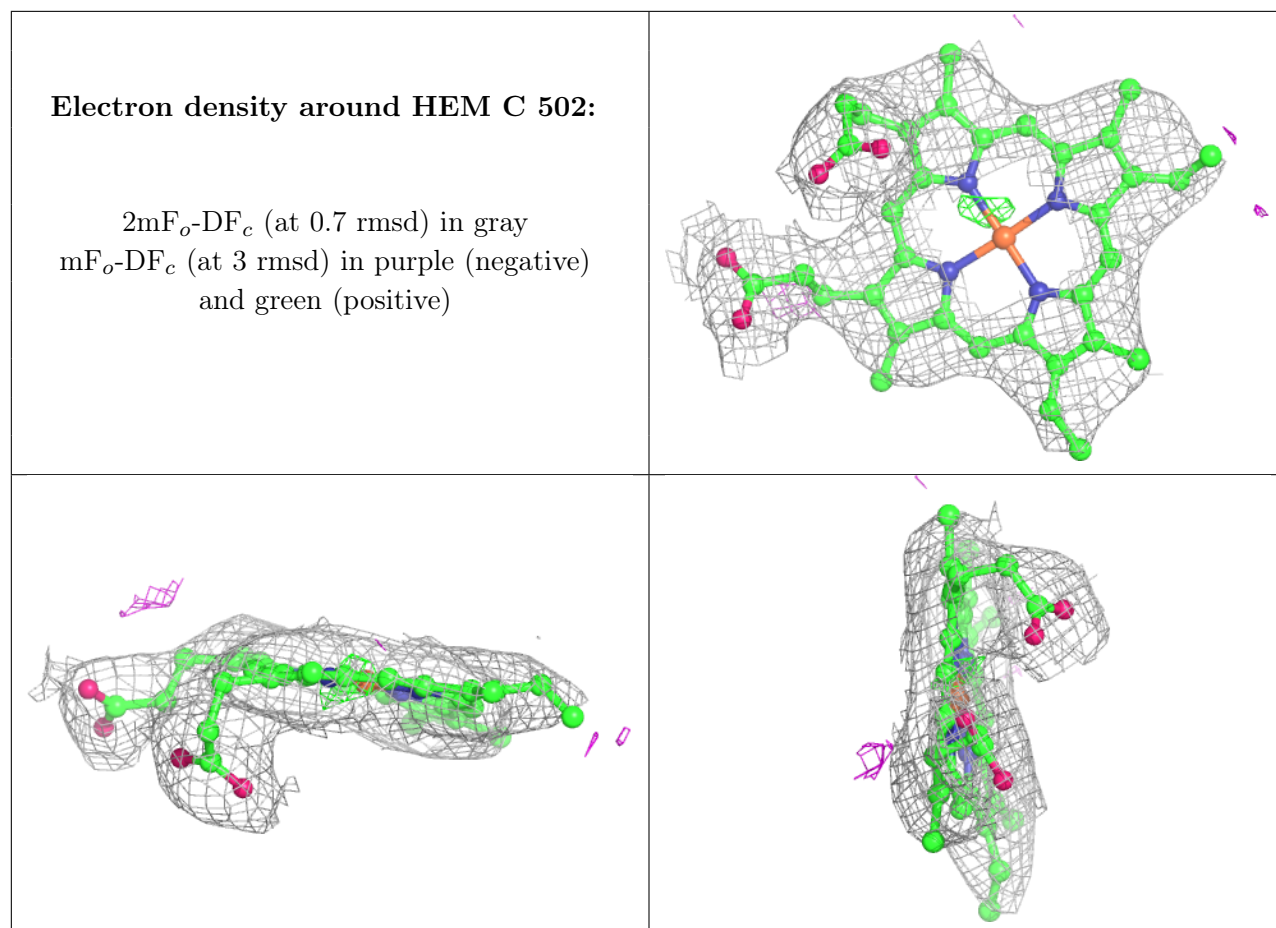 Electron density around HEM C 502:
2mFₒ-DF𝒸 (at 0.7 rmsd) in gray
mFₒ-DF𝒸 (at 3 rmsd) in purple (negative)
and green (positive)